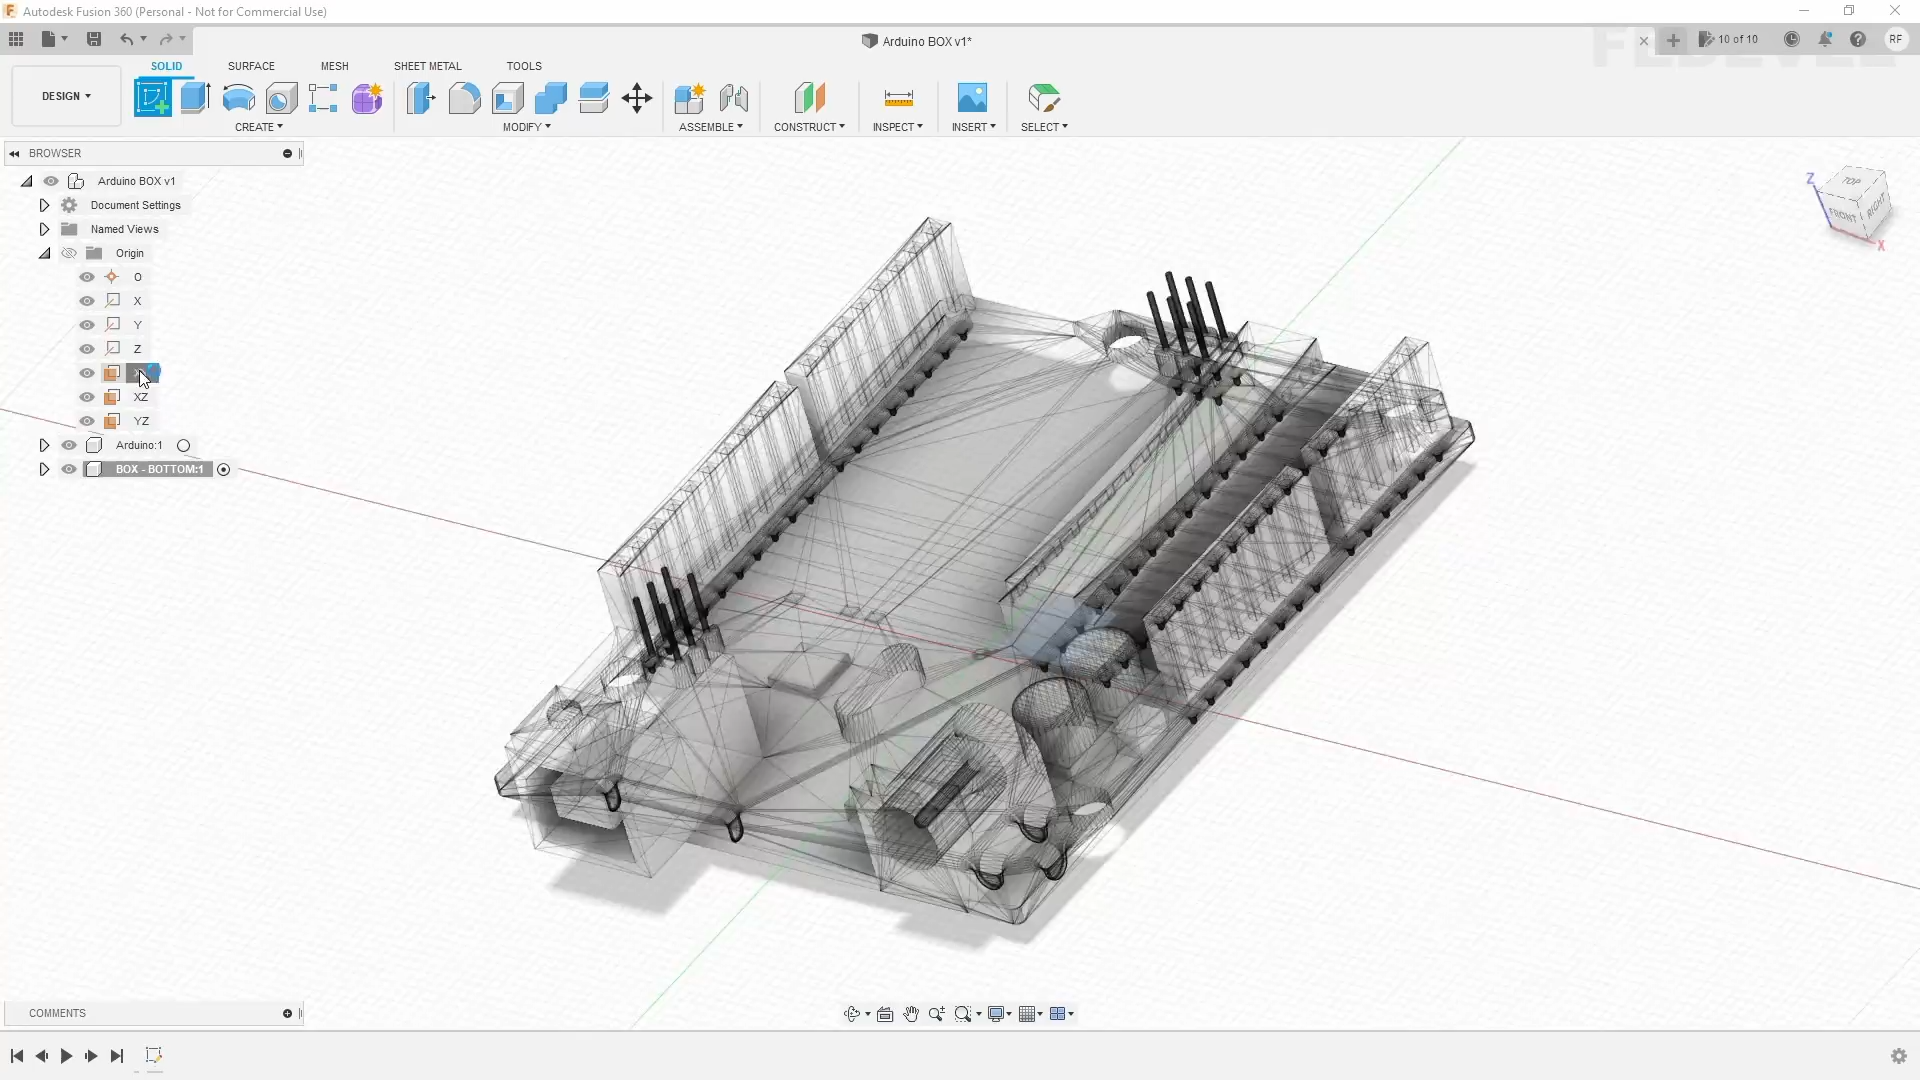 Autodesk Fusion 360 (Personal - Not for Commercial Use)
Arduino BOX v1*
10 of 10
RF
FEDEVEL
DESIGN
SOLID
SURFACE
MESH
SHEET METAL
TOOLS
CREATE
MODIFY
ASSEMBLE
CONSTRUCT
INSPECT
INSERT
SELECT
BROWSER
Arduino BOX v1
Document Settings
Named Views
Origin
O
X
Y
Z
XZ
YZ
Arduino:1
BOX - BOTTOM:1
Z
TOP
FRONT
RIGHT
X
COMMENTS